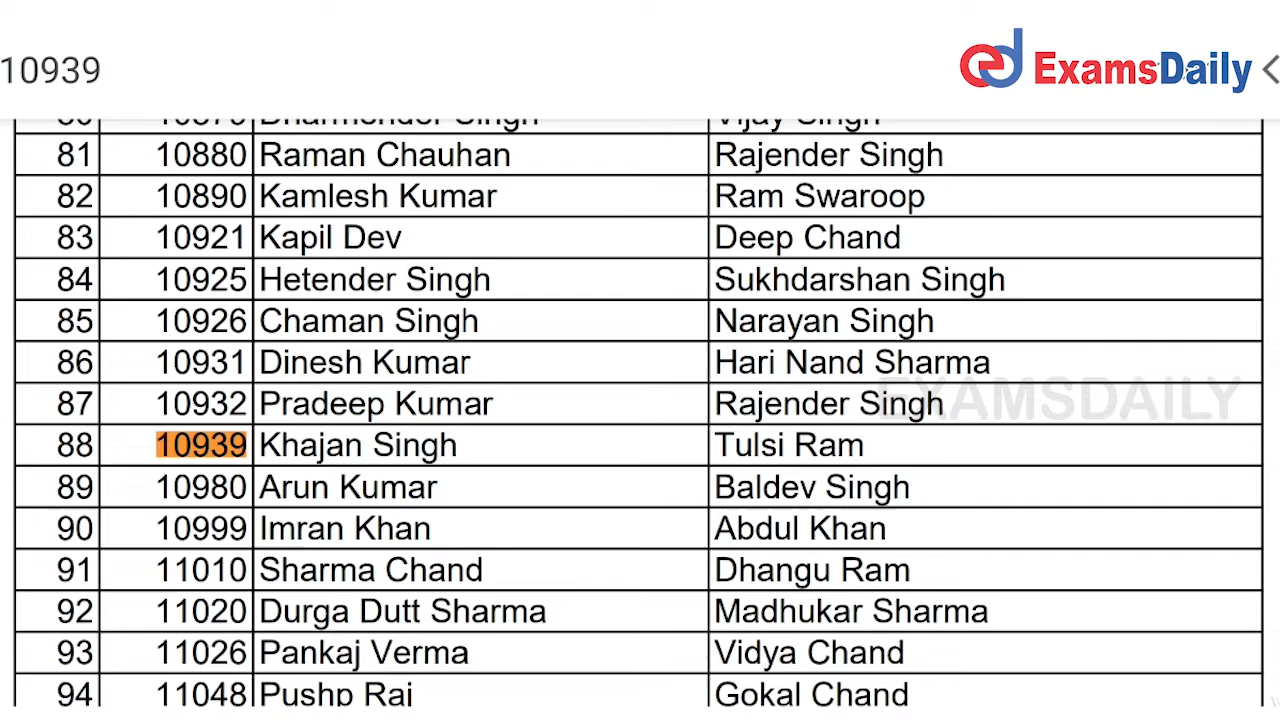 10939
ExamsDaily
81 10880 Raman Chauhan Rajender Singh
82 10890 Kamlesh Kumar Ram Swaroop
83 10921 Kapil Dev Deep Chand
84 10925 Hetender Singh Sukhdarshan Singh
85 10926 Chaman Singh Narayan Singh
86 10931 Dinesh Kumar Hari Nand Sharma
87 10932 Pradeep Kumar Rajender Singh
EXAMSDAILY
88 10939 Khajan Singh Tulsi Ram
89 10980 Arun Kumar Baldev Singh
90 10999 Imran Khan Abdul Khan
91 11010 Sharma Chand Dhangu Ram
92 11020 Durga Dutt Sharma Madhukar Sharma
93 11026 Pankaj Verma Vidya Chand
94 11048 Pushp Raj Gokal Chand